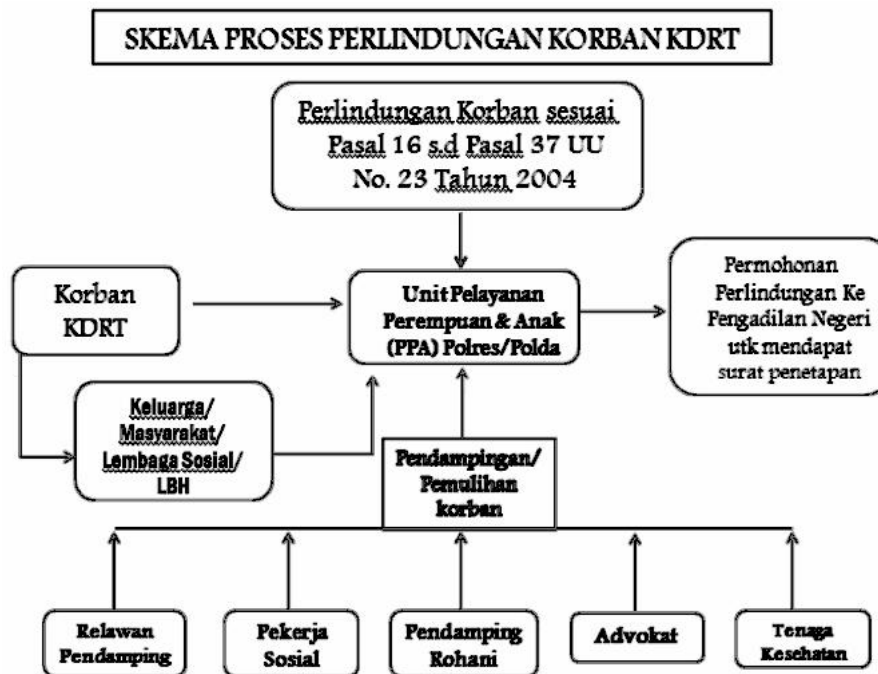 SKEMA PROSES PERLINDUNGAN KORBAN KDRT
Perlindungan Korban sesuai
Pasal 16 s.d Pasal 37 UU
No. 23 Tahun 2004
Korban
KDRT
Unit Pelayanan
Perempuan & Anak
(PPA) Polres/Polda
Permohonan
Perlindungan Ke
Pengadilan Negeri
utk mendapat
surat penetapan
Keluarga/
Masyarakat/
Lembaga Sosial/
LBH
Pendampingan/
Pemulihan
korban
Relawan
Pendamping
Pekerja
Sosial
Pendamping
Rohani
Advokat
Tenaga
Kesehatan